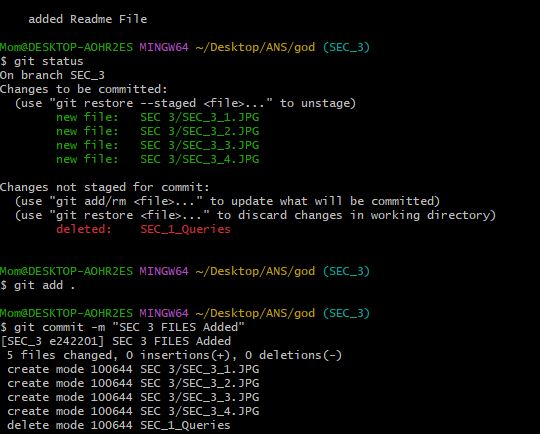 added Readme File
Mom@DESKTOP-AOHR2ES MINGW64 ~/Desktop/ANS/god (SEC_3)
$ git status
On branch SEC_3
Changes to be committed:
  (use "git restore --staged <file>..." to unstage)
        new file:   SEC 3/SEC_3_1.JPG
        new file:   SEC 3/SEC_3_2.JPG
        new file:   SEC 3/SEC_3_3.JPG
        new file:   SEC 3/SEC_3_4.JPG
Changes not staged for commit:
  (use "git add/rm <file>..." to update what will be committed)
  (use "git restore <file>..." to discard changes in working directory)
        deleted:    SEC_1_Queries
Mom@DESKTOP-AOHR2ES MINGW64 ~/Desktop/ANS/god (SEC_3)
$ git add .
Mom@DESKTOP-AOHR2ES MINGW64 ~/Desktop/ANS/god (SEC_3)
$ git commit -m "SEC 3 FILES Added"
[SEC_3 e242201] SEC 3 FILES Added
 5 files changed, 0 insertions(+), 0 deletions(-)
 create mode 100644 SEC 3/SEC_3_1.JPG
 create mode 100644 SEC 3/SEC_3_2.JPG
 create mode 100644 SEC 3/SEC_3_3.JPG
 create mode 100644 SEC 3/SEC_3_4.JPG
 delete mode 100644 SEC_1_Queries